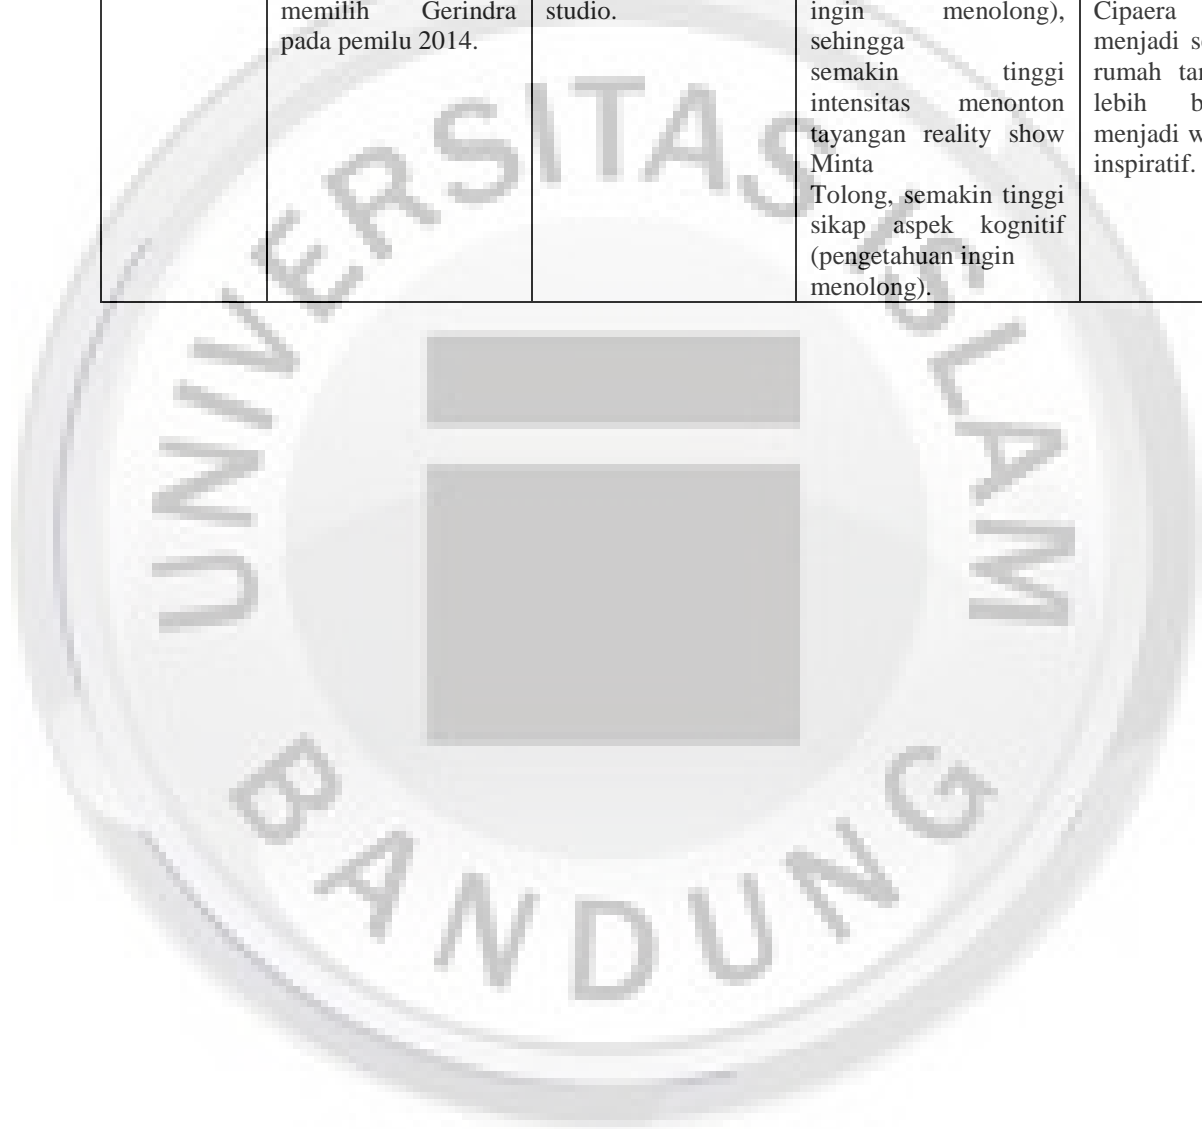 memilih Gerindra
pada pemilu 2014.
studio.
ingin menolong),
sehingga
semakin tinggi
intensitas menonton
tayangan reality show
Minta
Tolong, semakin tinggi
sikap aspek kognitif
(pengetahuan ingin
menolong).
Cipaera
menjadi
rumah
lebih
menjadi
inspiratif.
UNIVERSITAS ISLAM
BANDUNG